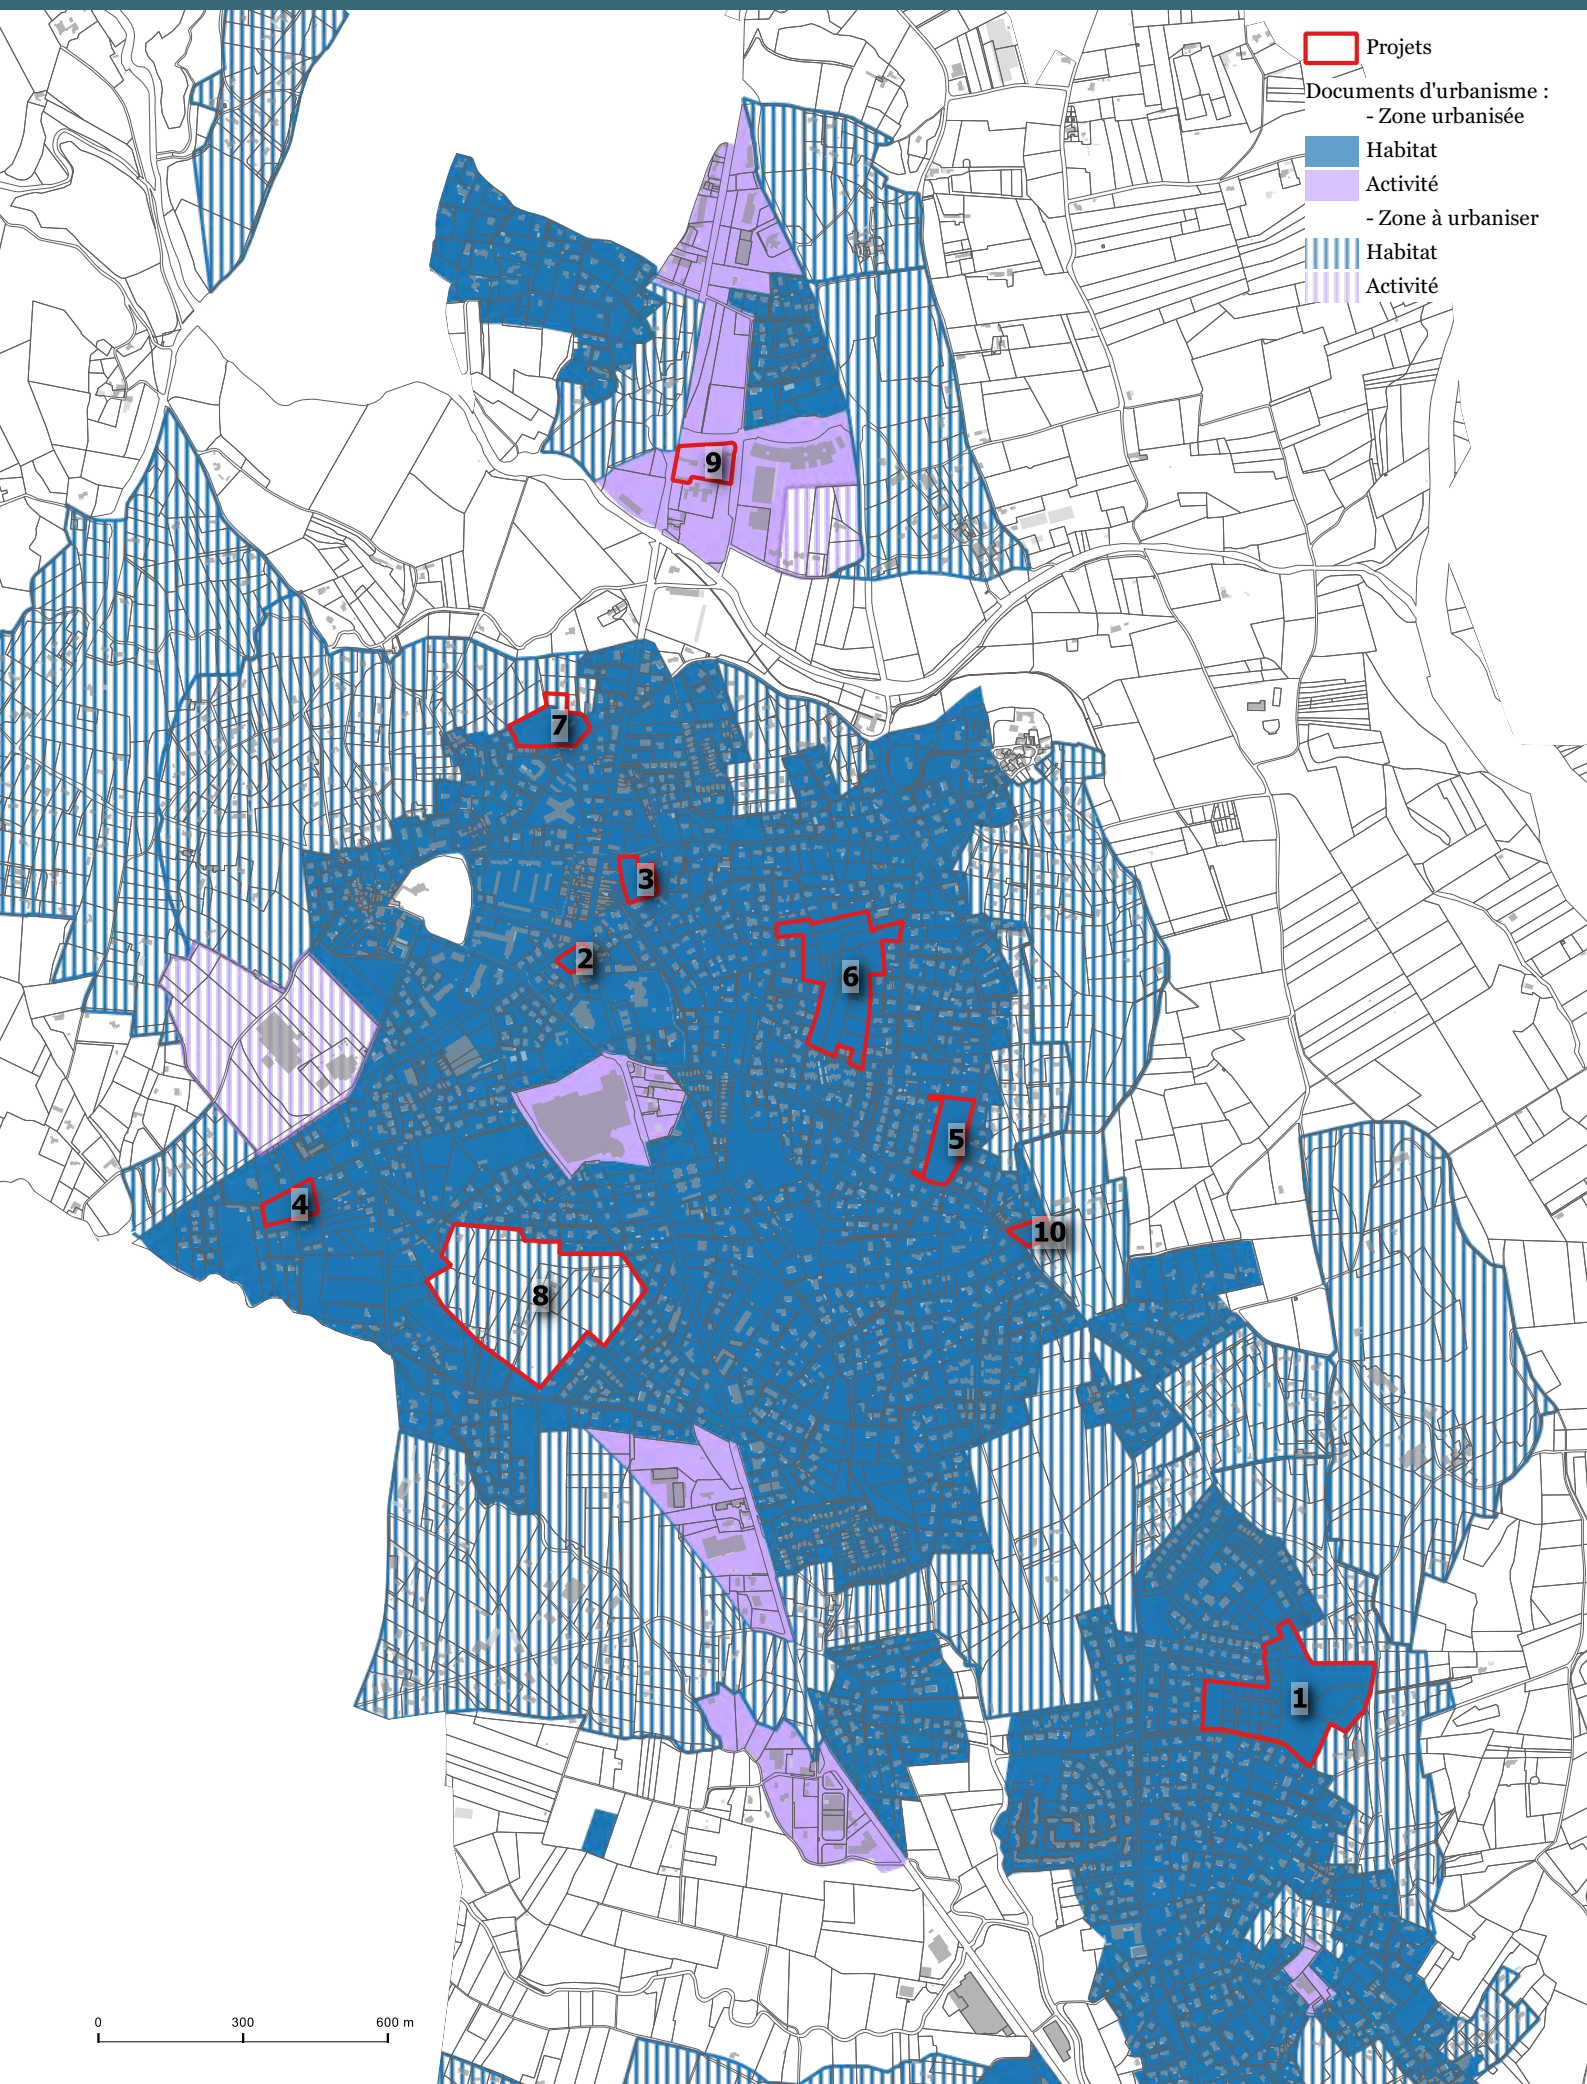 Projets
Documents d'urbanisme :
- Zone urbanisée
Habitat
Activité
- Zone à urbaniser
Habitat
Activité
9
7
3
2
6
5
4
10
8
1
0 300 600 m